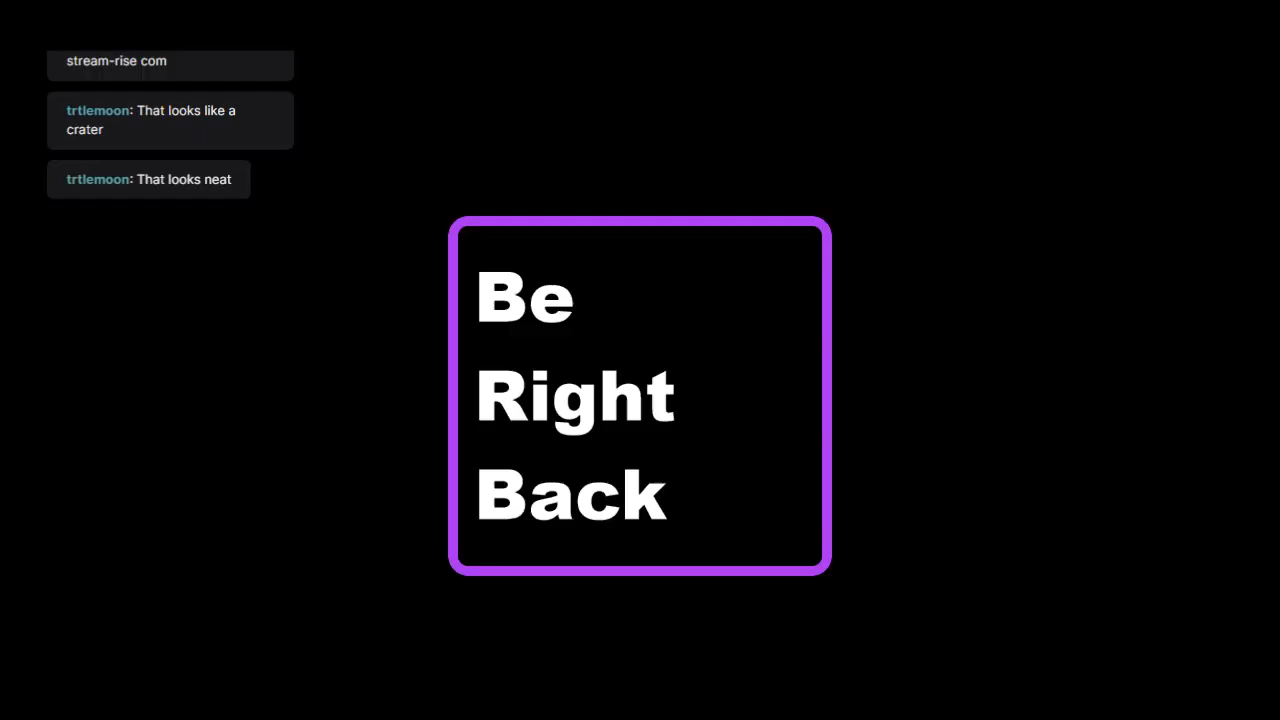 stream-rise com
trtlemoon: That looks like a
crater
trtlemoon: That looks neat
Be
Right
Back